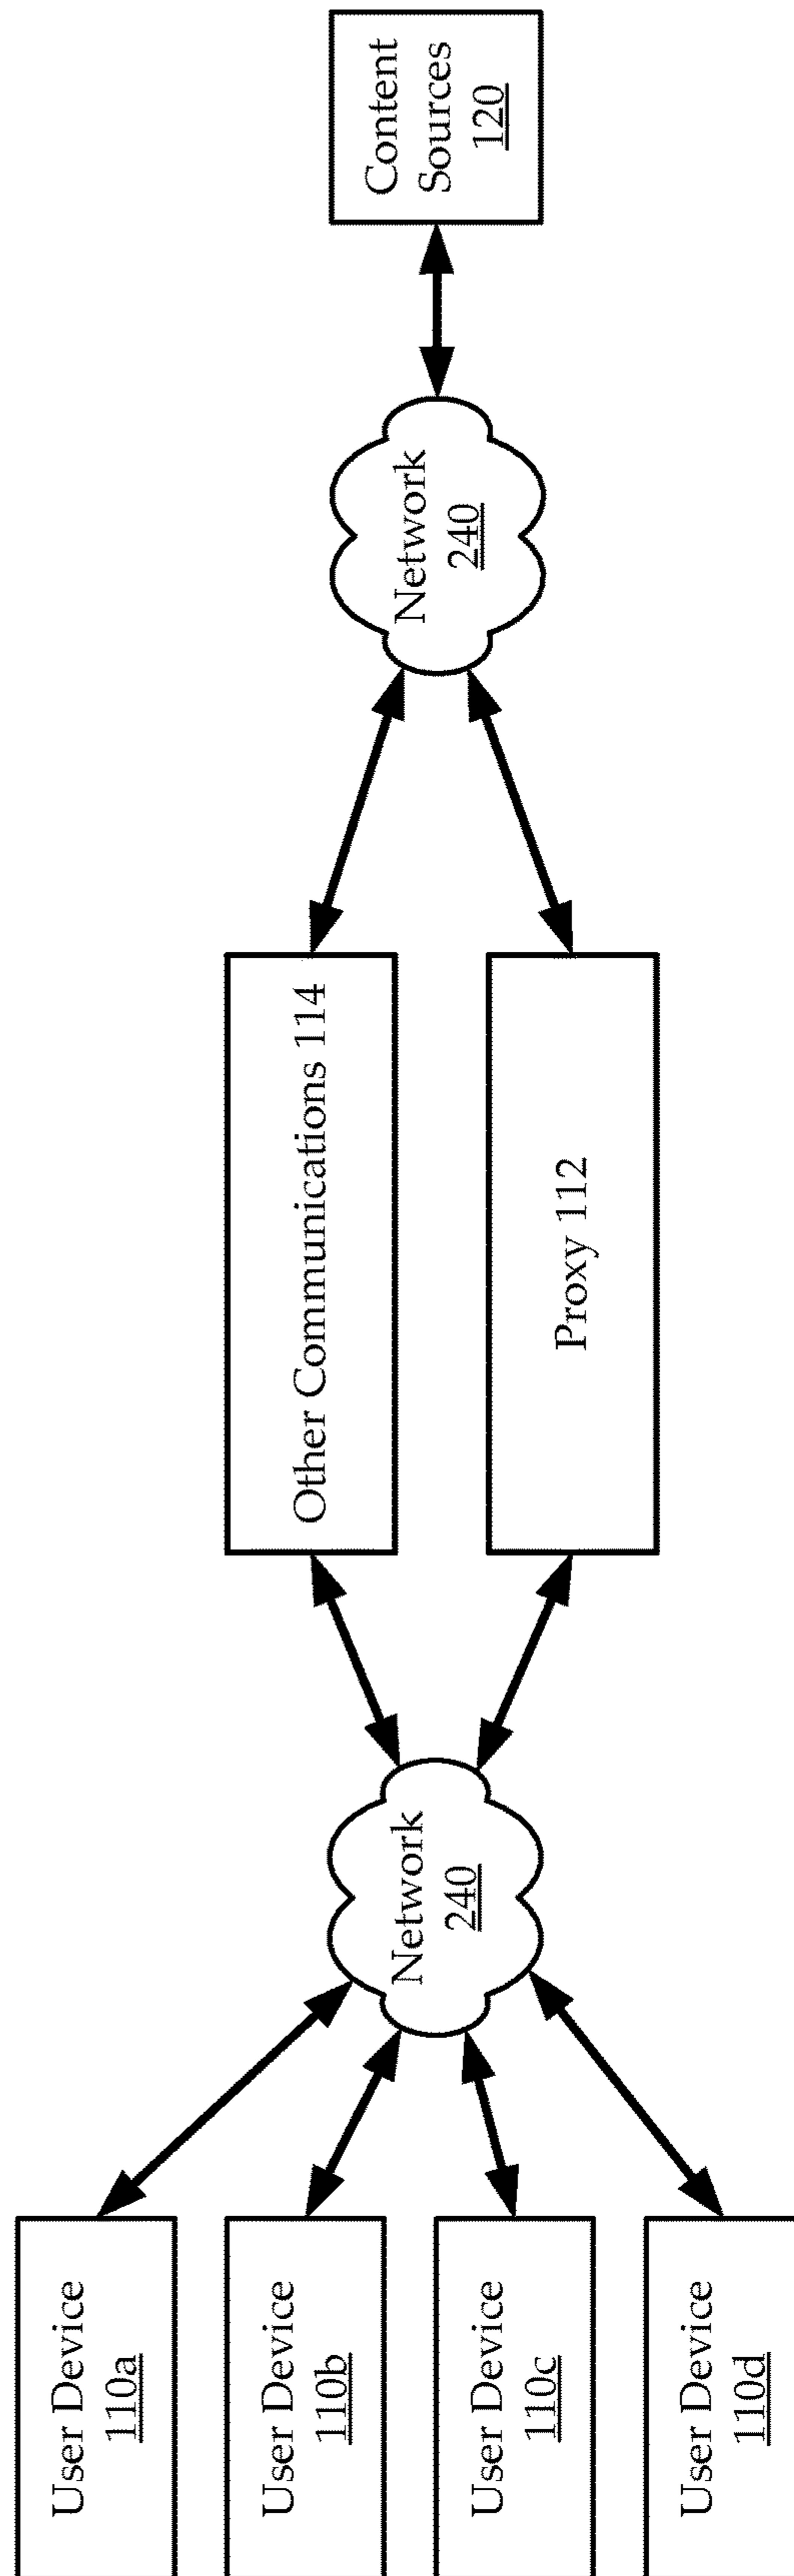 User Device
110a
User Device
110b
User Device
110c
User Device
110d
Network
240
Other Communications 114
Proxy 112
Network
240
Content
Sources
120